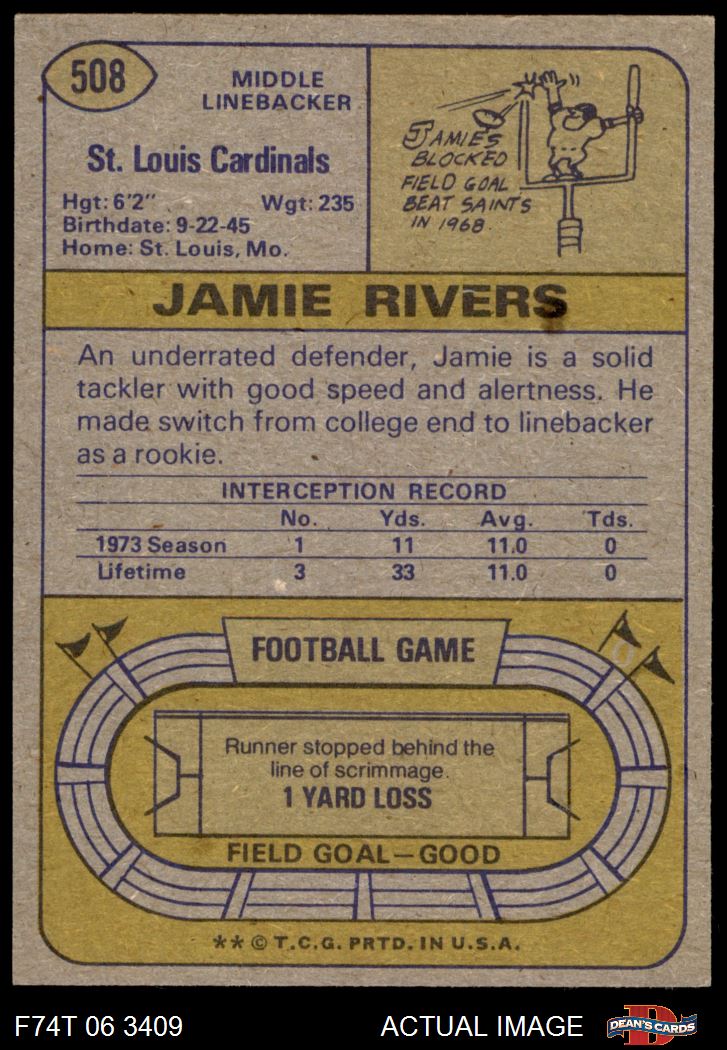 508
MIDDLE
LINEBACKER
St. Louis Cardinals
Hgt: 6'2" Wgt: 235
Birthdate: 9-22-45
Home: St. Louis, Mo.
JAMIE'S
BLOCKED
FIELD GOAL
BEAT SAINTS
IN 1968.
JAMIE RIVERS
An underrated defender, Jamie is a solid
tackler with good speed and alertness. He
made switch from college end to linebacker
as a rookie.
INTERCEPTION RECORD
No. Yds. Avg. Tds.
1973 Season 1 11 11.0 0
Lifetime 3 33 11.0 0
FOOTBALL GAME
Runner stopped behind the
line of scrimmage.
1 YARD LOSS
FIELD GOAL—GOOD
** © T.C.G. PRTD. IN U.S.A.
F74T 06 3409 ACTUAL IMAGE
D
DEAN'S CARDS